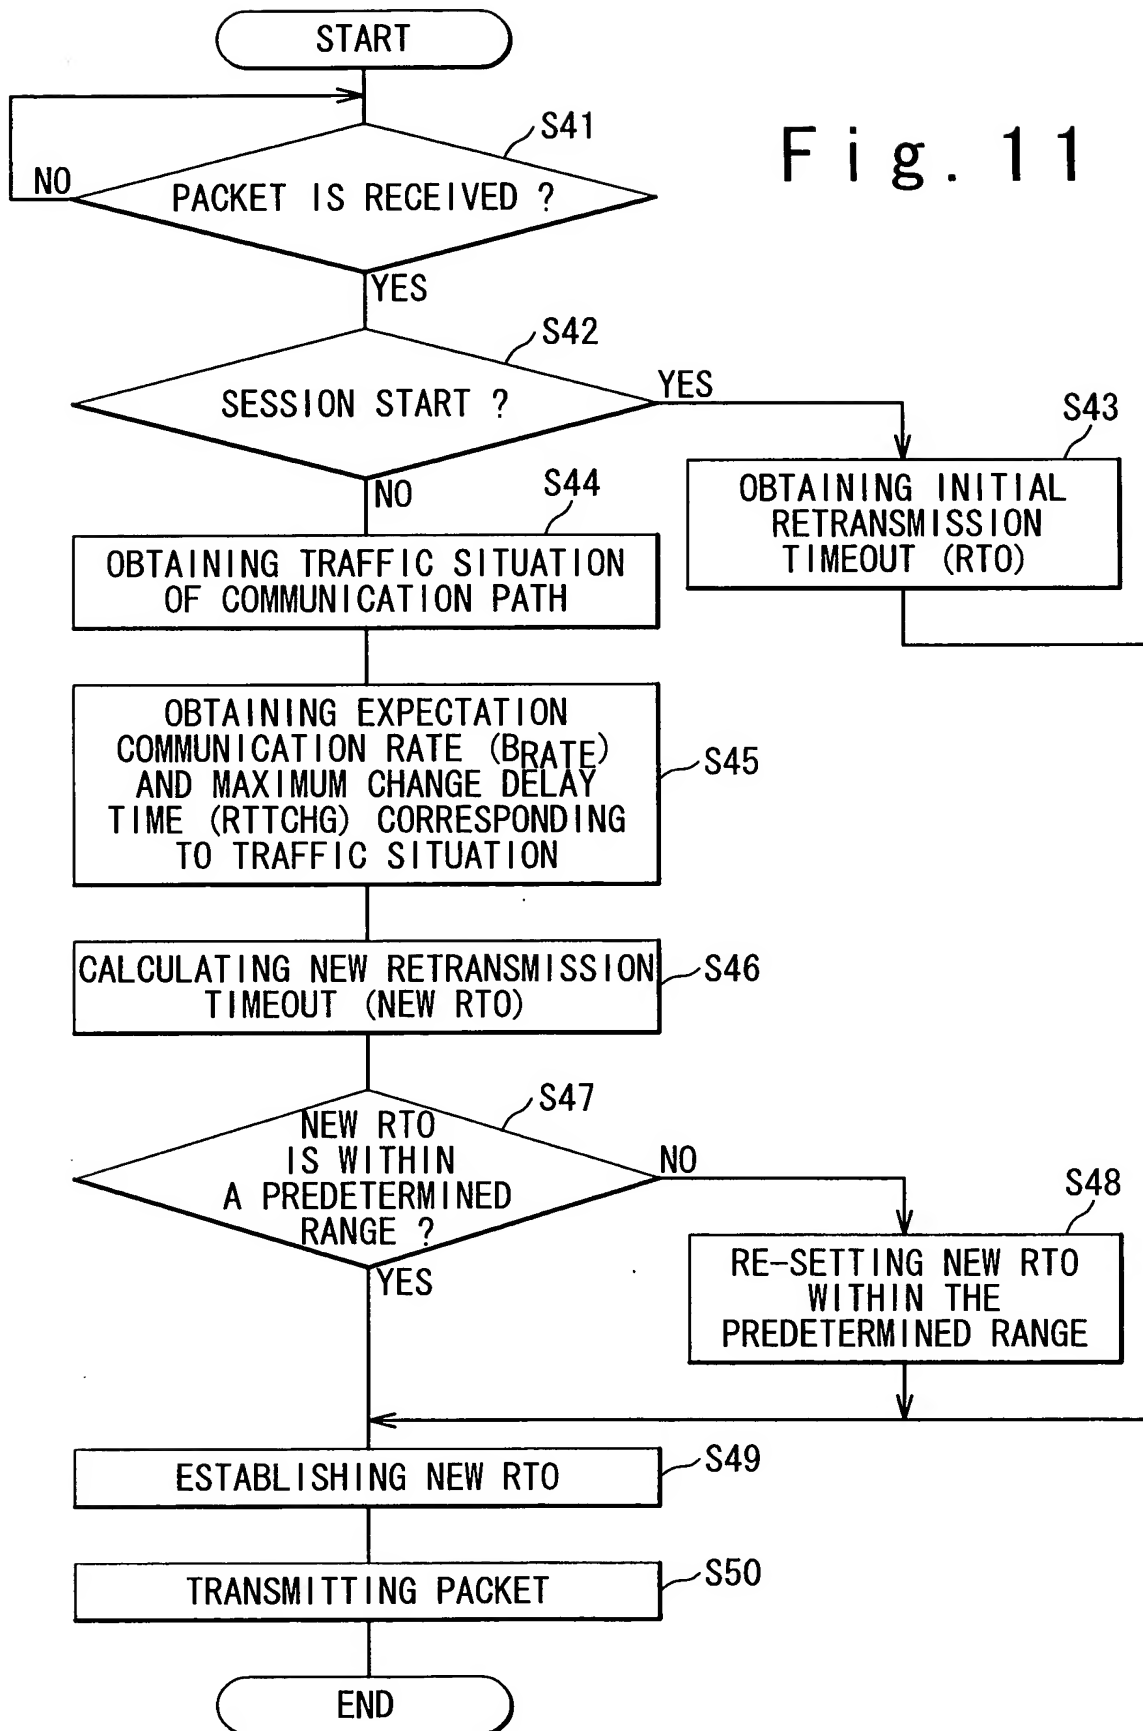 START
Fig. 11
S41
NO
PACKET IS RECEIVED ?
YES
S42
SESSION START ?
YES
S43
OBTAINING INITIAL
RETRANSMISSION
TIMEOUT (RTO)
NO
S44
OBTAINING TRAFFIC SITUATION
OF COMMUNICATION PATH
OBTAINING EXPECTATION
COMMUNICATION RATE (BRATE)
AND MAXIMUM CHANGE DELAY
TIME (RTTCHG) CORRESPONDING
TO TRAFFIC SITUATION
S45
CALCULATING NEW RETRANSMISSION
TIMEOUT (NEW RTO)
S46
S47
NEW RTO
IS WITHIN
A PREDETERMINED
RANGE ?
NO
S48
RE-SETTING NEW RTO
WITHIN THE
PREDETERMINED RANGE
YES
ESTABLISHING NEW RTO
S49
TRANSMITTING PACKET
S50
END